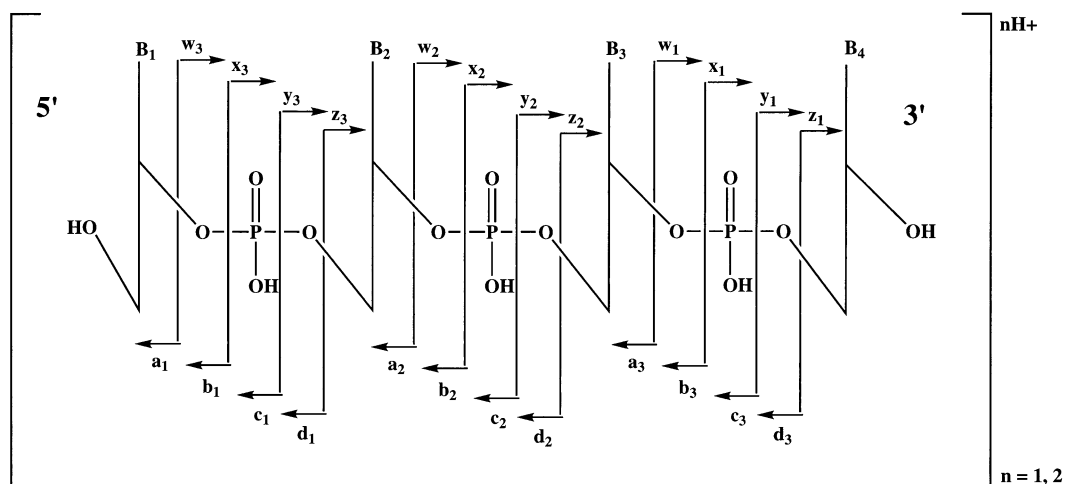 nH+
B1 w3 B2 w2 B3 w1 B4
x3 x2 x1
5' y3 y2 y1 3'
z3 z2 z1
O O O
HO O P O O P O O P O OH
OH OH OH
a1 a2 a3
b1 b2 b3
c1 c2 c3
d1 d2 d3
n = 1, 2